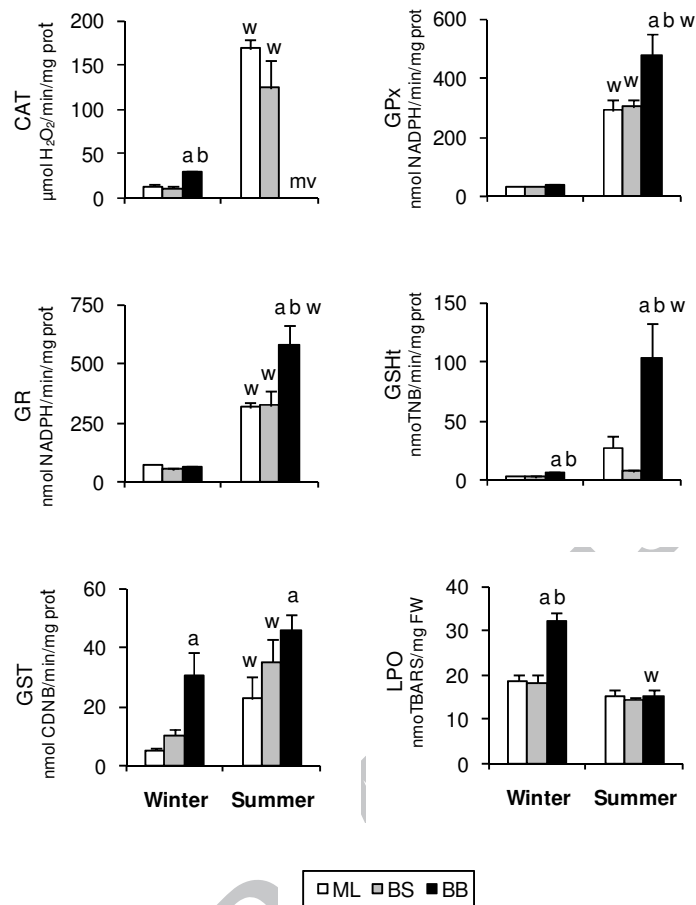 CAT
µmol H₂O₂/min/mg prot
200
150
100
50
0
a b
w
w
mv
GPx
nmol NADPH/min/mg prot
600
400
200
0
w w
a b w
GR
nmol NADPH/min/mg prot
750
500
250
0
w
w
a b w
GSHt
nmoTNB/min/mg prot
150
100
50
0
a b
a b w
GST
nmol CDNB/min/mg prot
60
40
20
0
a
w
w
a
Winter Summer
LPO
nmoTBARS/mg FW
40
30
20
10
0
a b
w
Winter Summer
ML BS BB